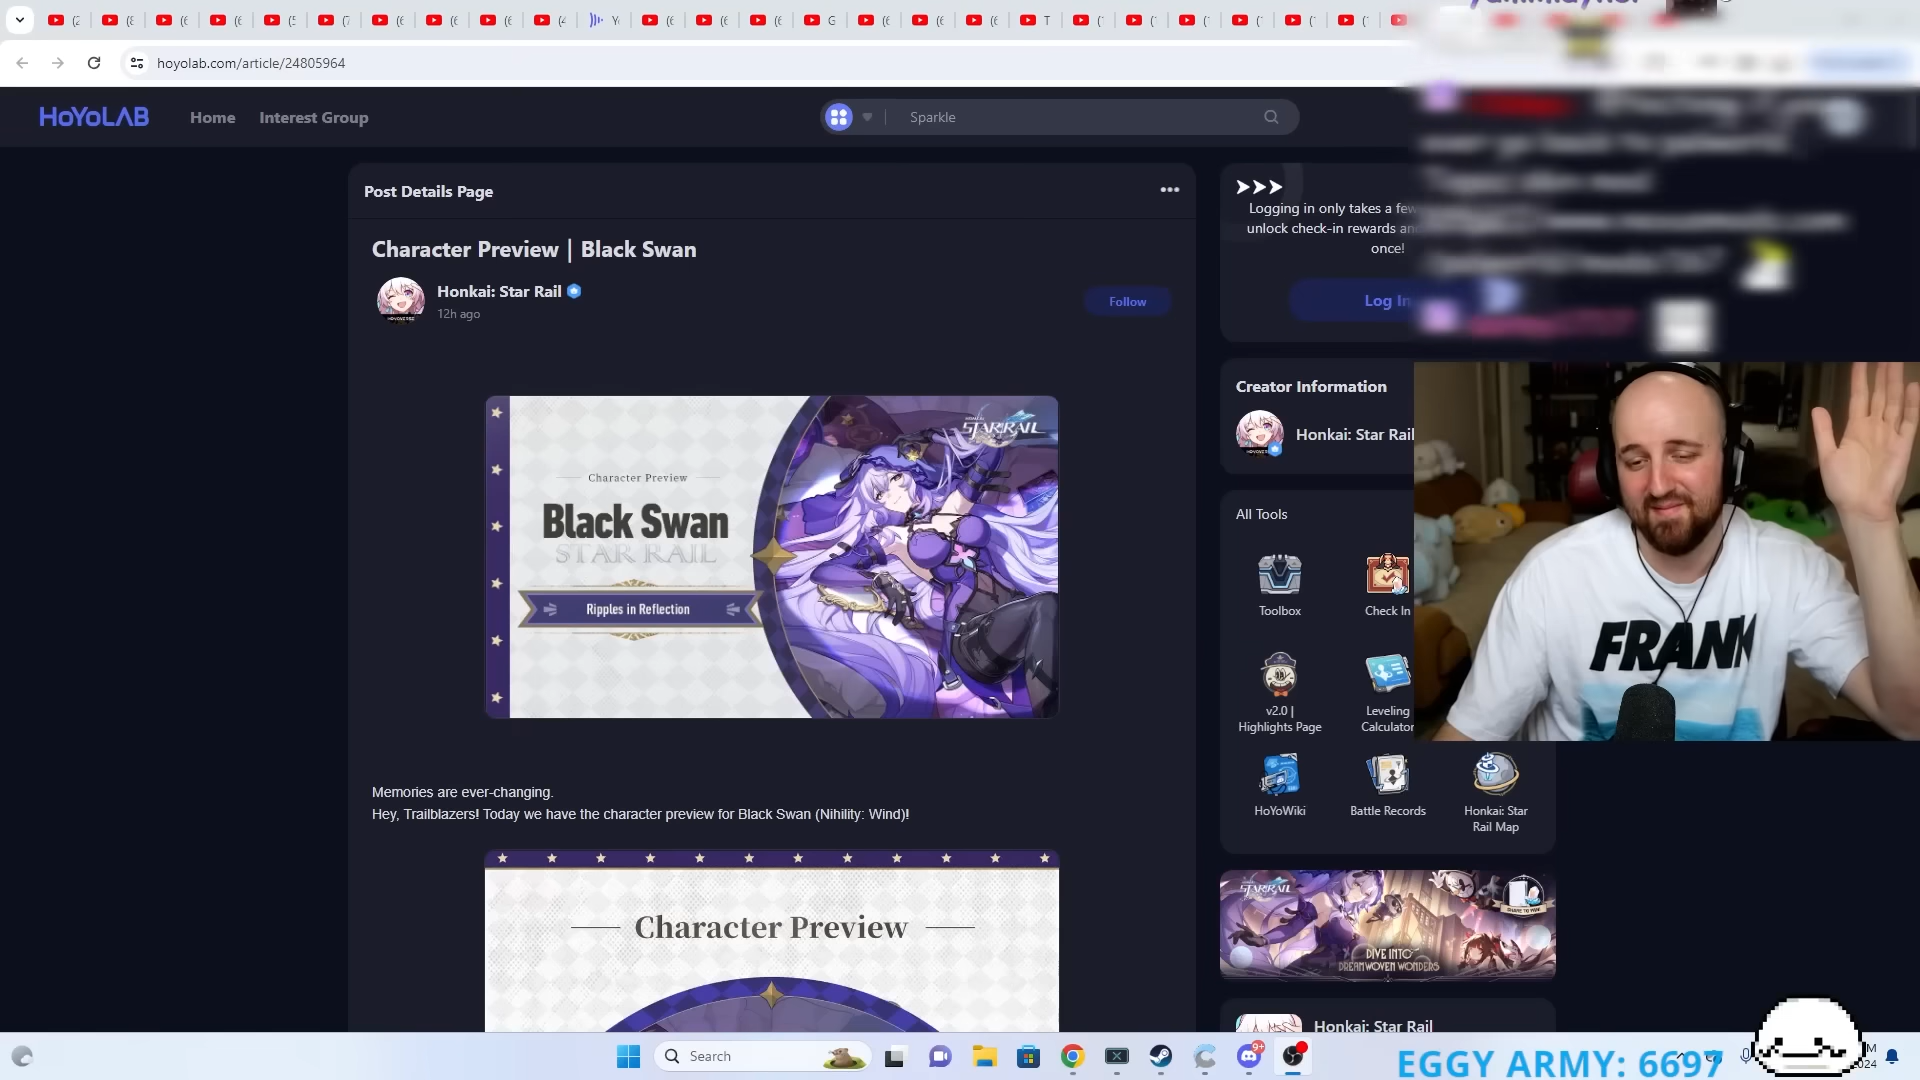 hoyolab.com/article/24805964
HoYoLAB
Home
Interest Group
Sparkle
Post Details Page
Character Preview | Black Swan
Honkai: Star Rail
12h ago
Follow
Character Preview
Black Swan
STAR RAIL
Ripples in Reflection
STAR RAIL
Memories are ever-changing.
Hey, Trailblazers! Today we have the character preview for Black Swan (Nihility: Wind)!
Character Preview
Logging in only takes a few
unlock check-in rewards an
once!
Log In
Creator Information
Honkai: Star Rail
All Tools
Toolbox
Check In
v2.0 |
Highlights Page
Leveling
Calculator
HoYoWiki
Battle Records
Honkai: Star
Rail Map
FRANK
STAR RAIL
DIVE INTO
DREAMWOVEN WONDERS
Honkai: Star Rail
Search
9+
EGGY ARMY: 6697